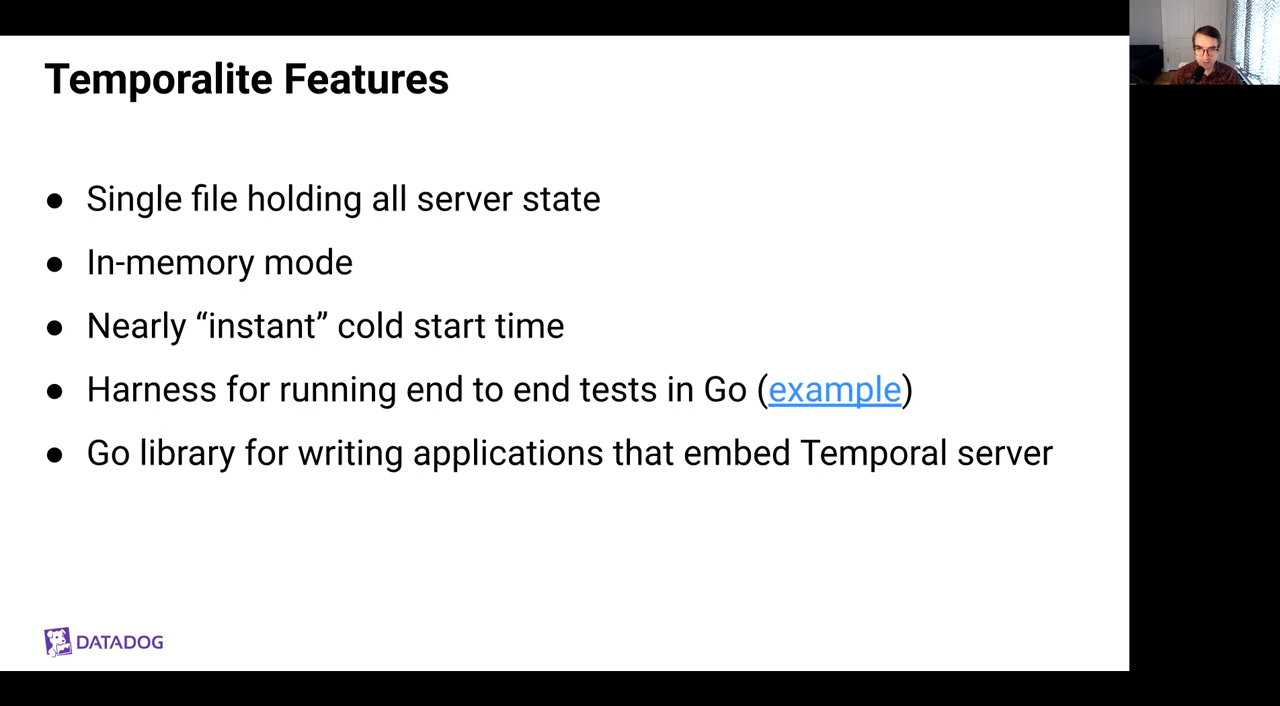 Temporalite Features
● Single file holding all server state
● In-memory mode
● Nearly “instant” cold start time
● Harness for running end to end tests in Go (example)
● Go library for writing applications that embed Temporal server
DATADOG